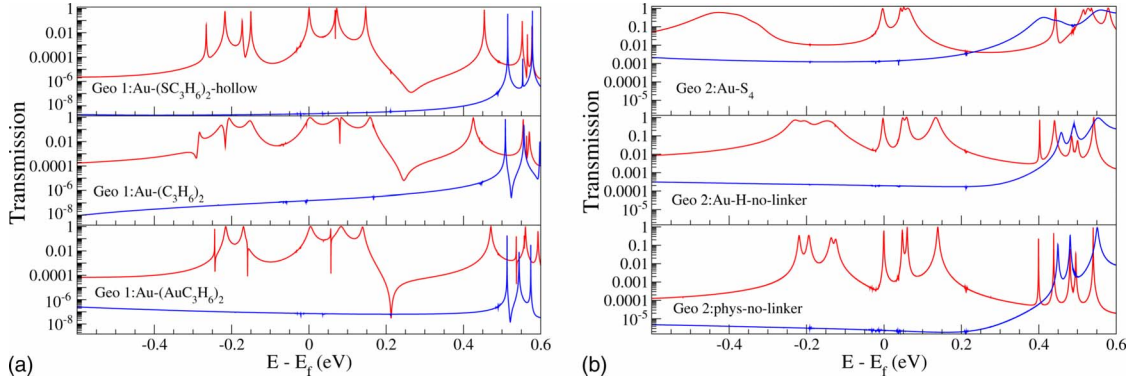 1
0.01
0.0001
10⁻⁶
10⁻⁸
Geo 1:Au-(SC₃H₆)₂-hollow
1
0.01
0.0001
10⁻⁶
10⁻⁸
Geo 1:Au-(C₃H₆)₂
1
0.01
0.0001
10⁻⁶
10⁻⁸
Geo 1:Au-(AuC₃H₆)₂
Transmission
-0.4 -0.2 0 0.2 0.4 0.6
E - E_f (eV)
(a)
1
0.1
0.01
0.001
0.0001
10⁻⁵
Geo 2:Au-S₄
1
0.1
0.01
0.001
0.0001
10⁻⁵
Geo 2:Au-H-no-linker
1
0.1
0.01
0.001
0.0001
10⁻⁵
Geo 2:phys-no-linker
Transmission
-0.4 -0.2 0 0.2 0.4 0.6
E - E_f (eV)
(b)